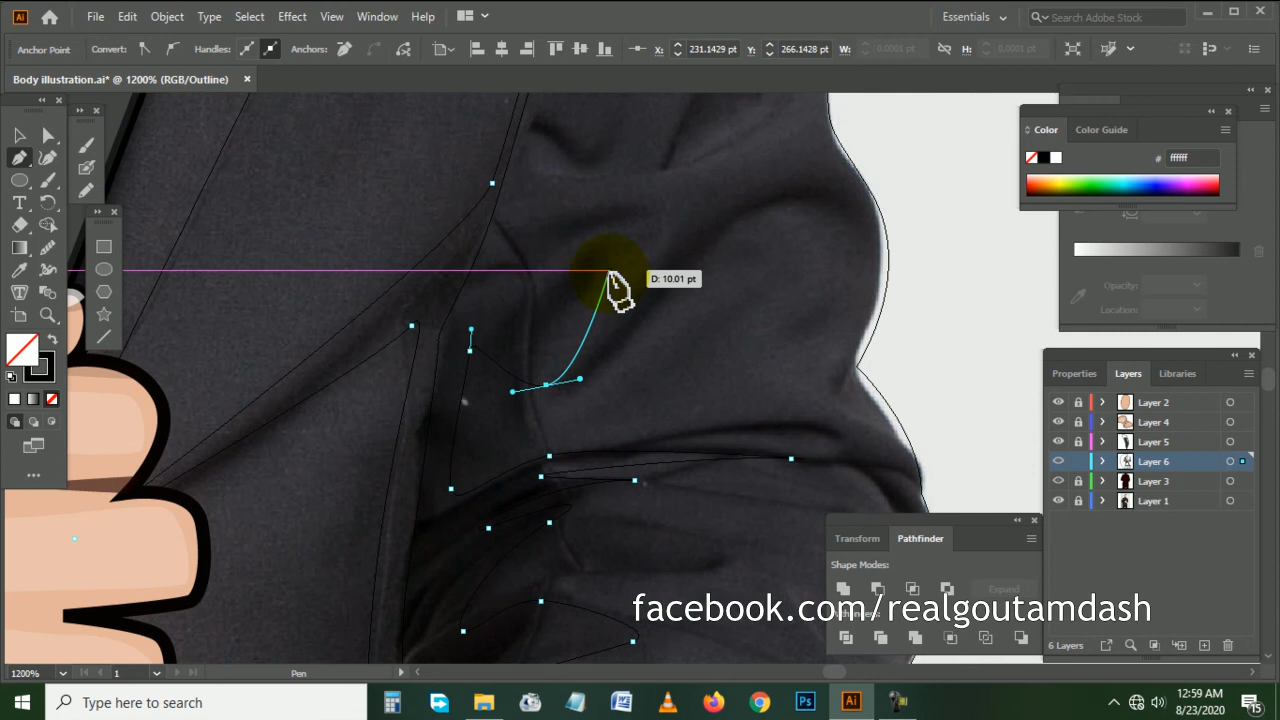 Ai
File Edit Object Type Select Effect View Window Help
Essentials
Search Adobe Stock
Anchor Point Convert: Handles: Anchors: X: 231.1429 pt Y: 266.1428 pt W: 0.0001 pt H: 0.0001 pt
Body illustration.ai* @ 1200% (RGB/Outline)
Color Color Guide
# ffffff
D: 10.01 pt
Opacity:
Location:
Properties Layers Libraries
Layer 2
Layer 4
Layer 5
Layer 6
Layer 3
Layer 1
Transform Pathfinder
Shape Modes:
Expand
facebook.com/realgoutamdash
6 Layers
1200% 1 Pen
Type here to search
Ps
Ai
12:59 AM
8/23/2020
15